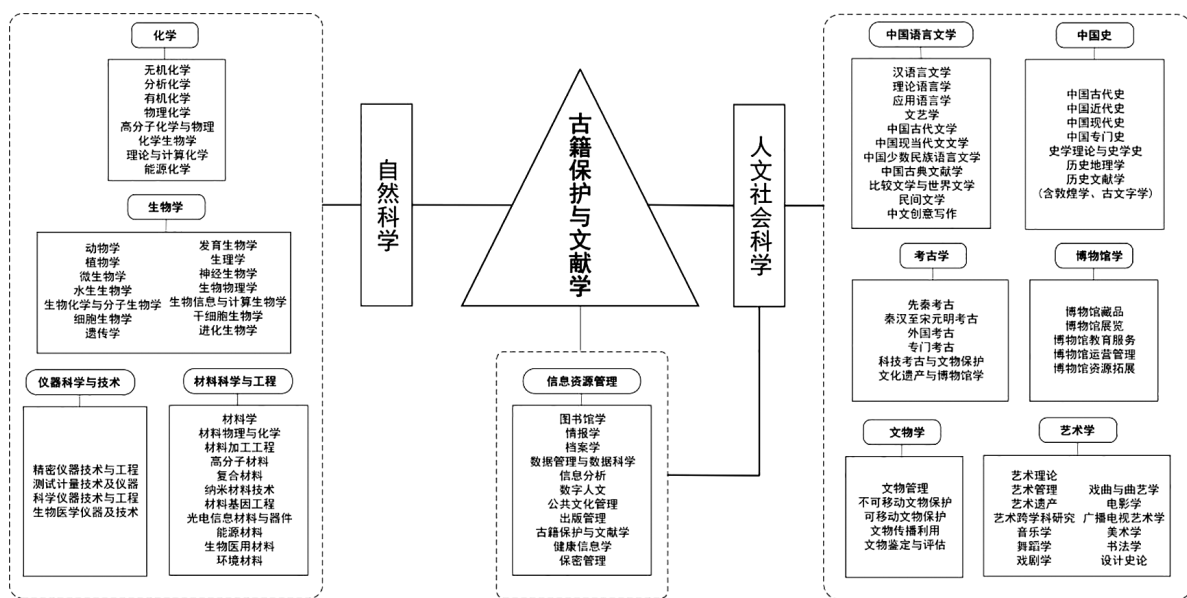 化学
无机化学
分析化学
有机化学
物理化学
高分子化学与物理
化学生物学
理论与计算化学
能源化学
生物学
动物学
植物学
微生物学
水生生物学
生物化学与分子生物学
细胞生物学
遗传学
发育生物学
生理学
神经生物学
生物物理学
生物信息与计算生物学
干细胞生物学
进化生物学
仪器科学与技术
精密仪器技术与工程
测试计量技术及仪器
科学仪器技术与工程
生物医学仪器及技术
材料科学与工程
材料学
材料物理与化学
材料加工工程
高分子材料
复合材料
纳米材料技术
材料基因工程
光电信息材料与器件
能源材料
生物医用材料
环境材料
自然科学
古籍保护与文献学
人文社会科学
信息资源管理
图书馆学
情报学
档案学
数据管理与数据科学
信息分析
数字人文
公共文化管理
出版管理
古籍保护与文献学
健康信息学
保密管理
中国语言文学
汉语言文学
理论语言学
应用语言学
文艺学
中国古代文学
中国现当代文文学
中国少数民族语言文学
中国古典文献学
比较文学与世界文学
民间文学
中文创意写作
中国史
中国古代史
中国近代史
中国现代史
中国专门史
史学理论与史学史
历史地理学
历史文献学
(含敦煌学、古文字学)
考古学
先秦考古
秦汉至宋元明考古
外国考古
专门考古
科技考古与文物保护
文化遗产与博物馆学
博物馆学
博物馆藏品
博物馆展览
博物馆教育服务
博物馆运营管理
博物馆资源拓展
文物学
文物管理
不可移动文物保护
可移动文物保护
文物传播利用
文物鉴定与评估
艺术学
艺术理论
艺术管理
艺术遗产
艺术跨学科研究
音乐学
舞蹈学
戏剧学
戏曲与曲艺学
电影学
广播电视艺术学
美术学
书法学
设计史论